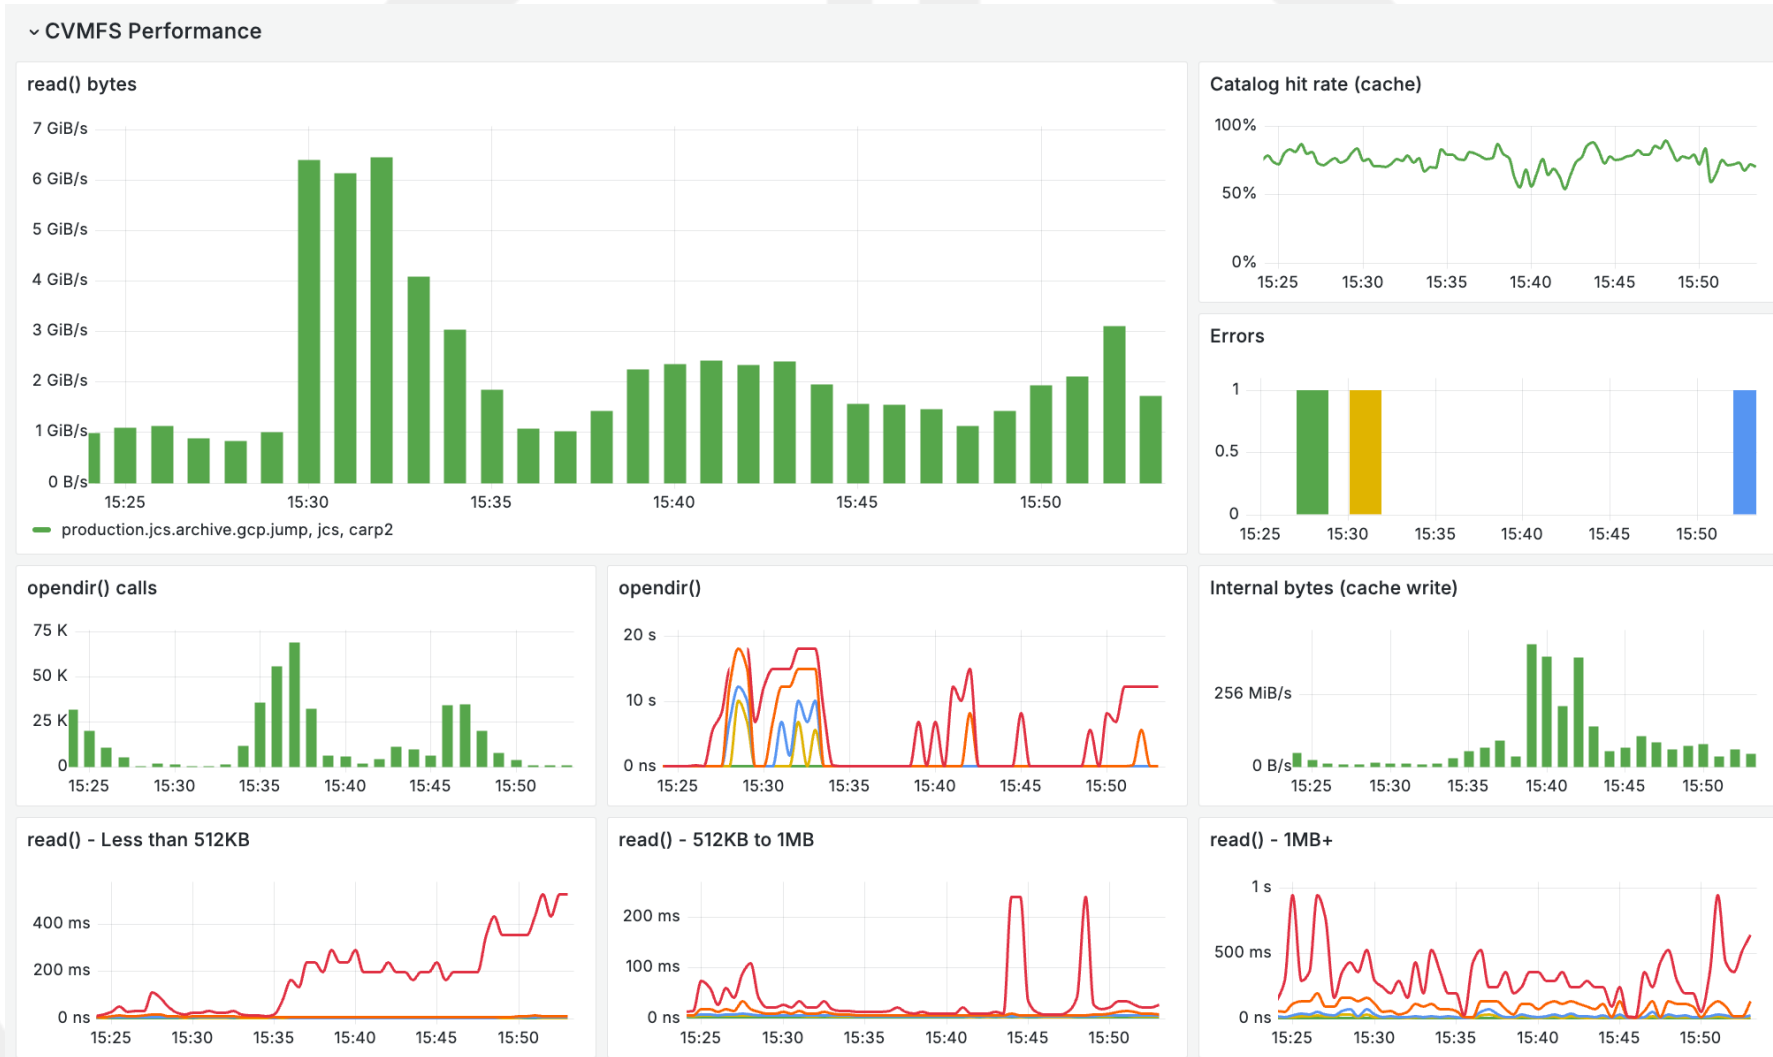 CVMFS Performance
read() bytes
7 GiB/s
6 GiB/s
5 GiB/s
4 GiB/s
3 GiB/s
2 GiB/s
1 GiB/s
0 B/s
15:25 15:30 15:35 15:40 15:45 15:50
production.jcs.archive.gcp.jump, jcs, carp2
Catalog hit rate (cache)
100%
50%
0%
15:25 15:30 15:35 15:40 15:45 15:50
Errors
1
0.5
0
15:25 15:30 15:35 15:40 15:45 15:50
opendir() calls
75 K
50 K
25 K
0
15:25 15:30 15:35 15:40 15:45 15:50
opendir()
20 s
10 s
0 ns
15:25 15:30 15:35 15:40 15:45 15:50
Internal bytes (cache write)
256 MiB/s
0 B/s
15:25 15:30 15:35 15:40 15:45 15:50
read() - Less than 512KB
400 ms
200 ms
0 ns
15:25 15:30 15:35 15:40 15:45 15:50
read() - 512KB to 1MB
200 ms
100 ms
0 ns
15:25 15:30 15:35 15:40 15:45 15:50
read() - 1MB+
1 s
500 ms
0 ns
15:25 15:30 15:35 15:40 15:45 15:50